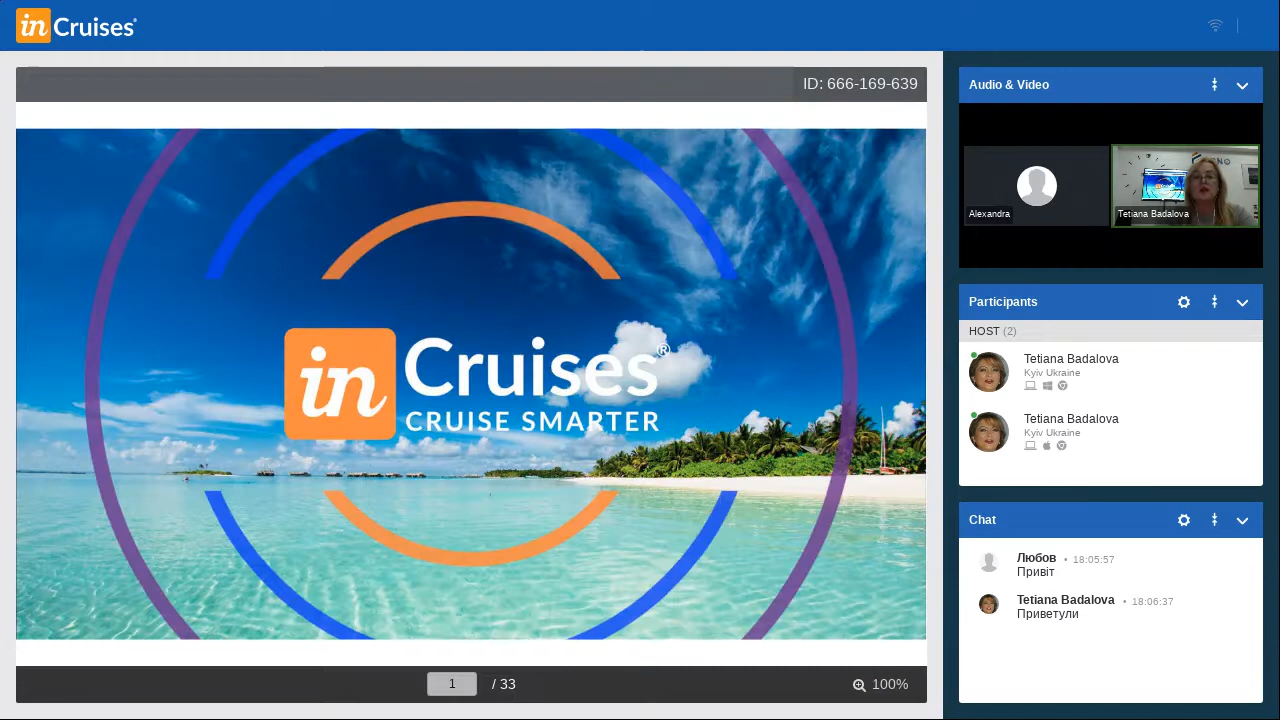 in Cruises®
ID: 666-169-639
in Cruises®
CRUISE SMARTER
1 / 33
100%
Audio & Video
Alexandra
Tetiana Badalova
Participants
HOST (2)
Tetiana Badalova
Kyiv Ukraine
Tetiana Badalova
Kyiv Ukraine
Chat
Любов • 18:05:57
Привіт
Tetiana Badalova • 18:06:37
Приветули